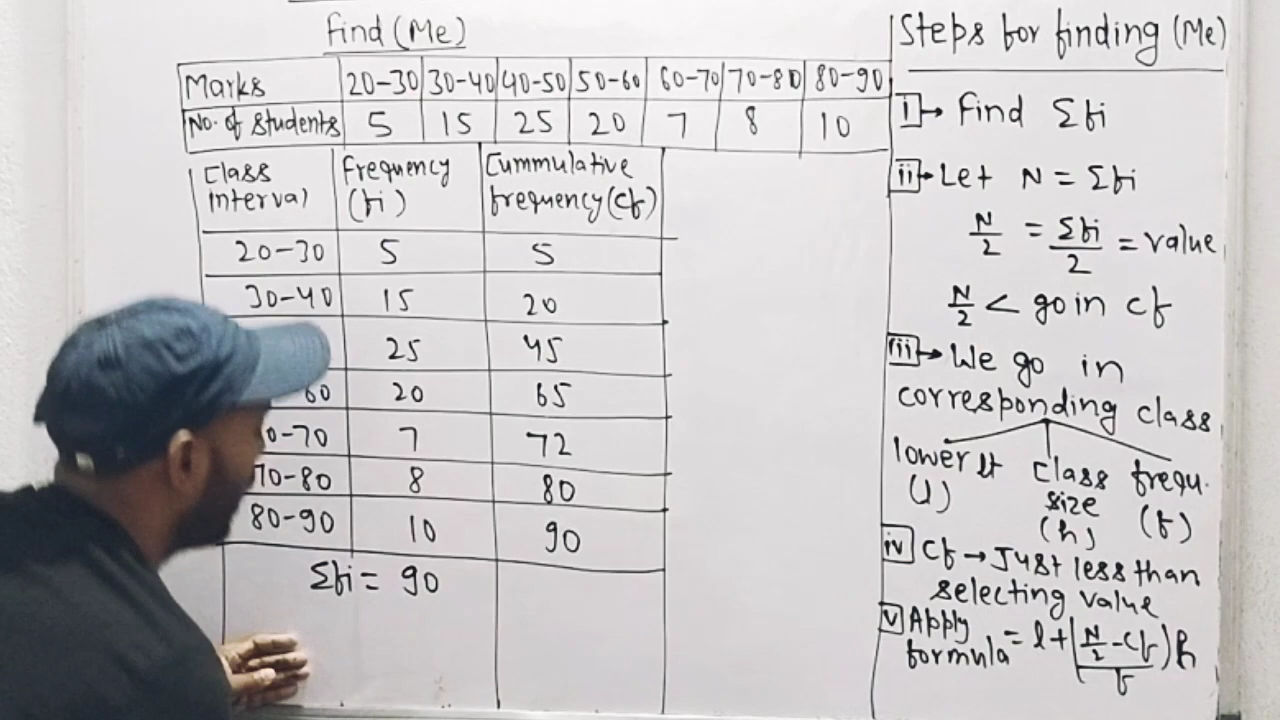 Find (Me)
Marks 20-30 30-40 40-50 50-60 60-70 70-80 80-90
No. of students 5 15 25 20 7 8 10
Class interval Frequency (fi) Cummulative frequency (cf)
20-30 5 5
30-40 15 20
25 45
60 20 65
0-70 7 72
70-80 8 80
80-90 10 90
Σfi = 90
Steps for finding (Me)
i → Find Σfi
ii → Let N = Σfi
N/2 = Σfi/2 = value
N/2 < go in cf
iii → We go in
corresponding class
lower lt (l) class size (h) frequ. (f)
iv cf → Just less than
selecting value
v Apply
formula = l + (N/2 - cf)/f h